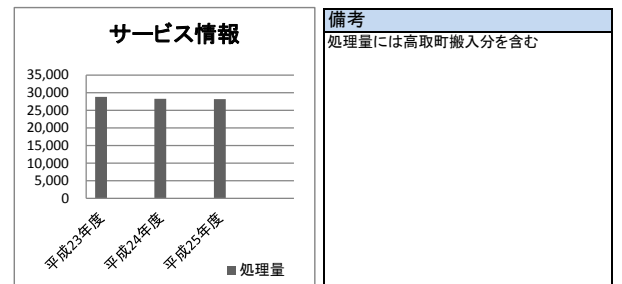 サービス情報
35,000
30,000
25,000
20,000
15,000
10,000
5,000
0
平成23年度
平成24年度
平成25年度
処理量
備考
処理量には高取町搬入分を含む